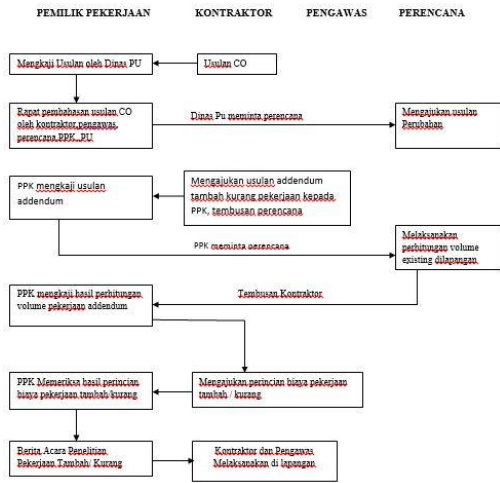 PEMILIK PEKERJAAN KONTRAKTOR PENGAWAS PERENCANA
Mengkaji Usulan oleh Dinas PU
Usulan CO
Rapat pembahasan usulan CO
oleh kontraktor,pengawas,
perencana,PPK,,PU
Dinas Pu meminta perencana
Mengajukan usulan
Perubahan
PPK mengkaji usulan
addendum
Mengajukan usulan addendum
tambah kurang pekerjaan kepada
PPK, tembusan perencana
PPK meminta perencana
Melaksanakan
perhitungan volume
existing dilapangan
PPK mengkaji hasil perhitungan
volume pekerjaan addendum
Tembusan Kontraktor
PPK Memeriksa hasil perincian
biaya pekerjaan tambah/kurang
Mengajukan perincian biaya pekerjaan
tambah / kurang
Berita Acara Penelitian
Pekerjaan Tambah/ Kurang
Kontraktor dan Pengawas
Melaksanakan di lapangan